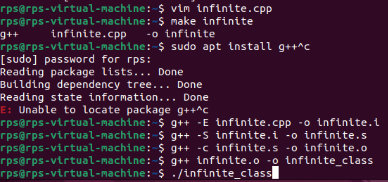 rps@rps-virtual-machine:~$ vim infinite.cpp
rps@rps-virtual-machine:~$ make infinite
g++     infinite.cpp   -o infinite
rps@rps-virtual-machine:~$ sudo apt install g++^c
[sudo] password for rps:
Reading package lists... Done
Building dependency tree... Done
Reading state information... Done
E: Unable to locate package g++^c
rps@rps-virtual-machine:~$ g++ -E infinite.cpp -o infinite.i
rps@rps-virtual-machine:~$ g++ -S infinite.i -o infinite.s
rps@rps-virtual-machine:~$ g++ -c infinite.s -o infinite.o
rps@rps-virtual-machine:~$ g++ infinite.o -o infinite_class
rps@rps-virtual-machine:~$ ./infinite_class